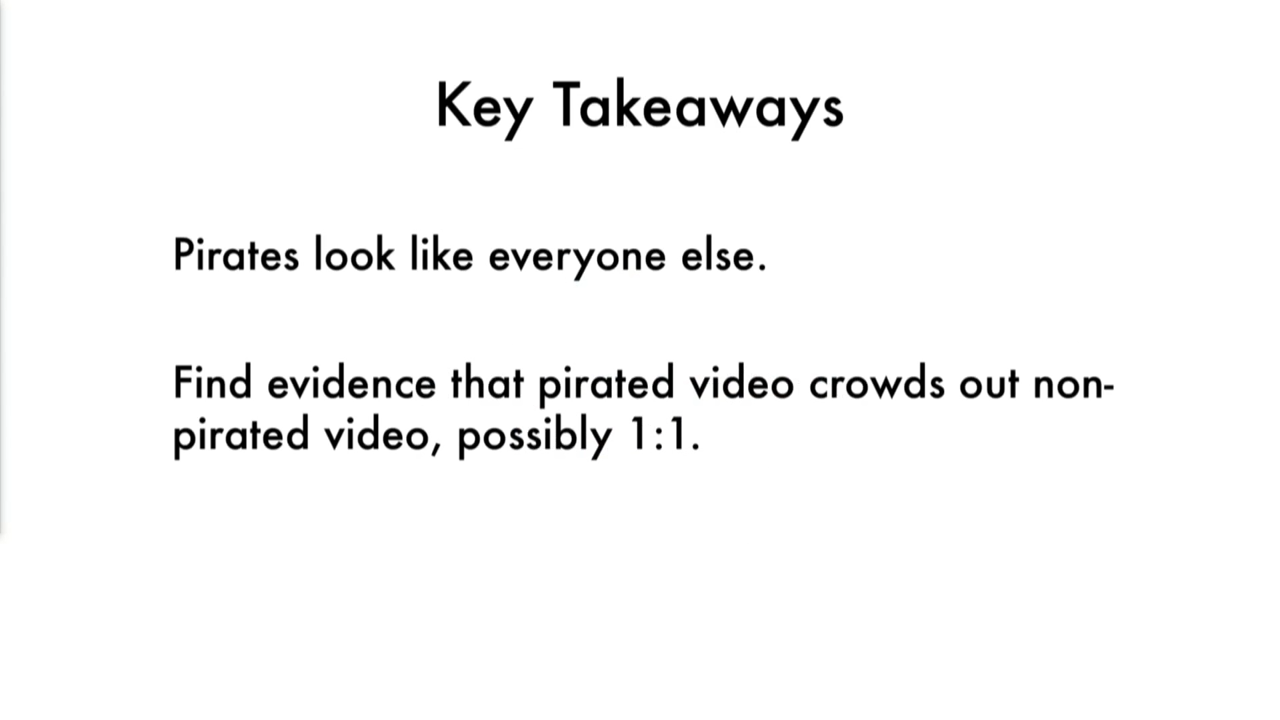 Key Takeaways
Pirates look like everyone else.
Find evidence that pirated video crowds out non-
pirated video, possibly 1:1.